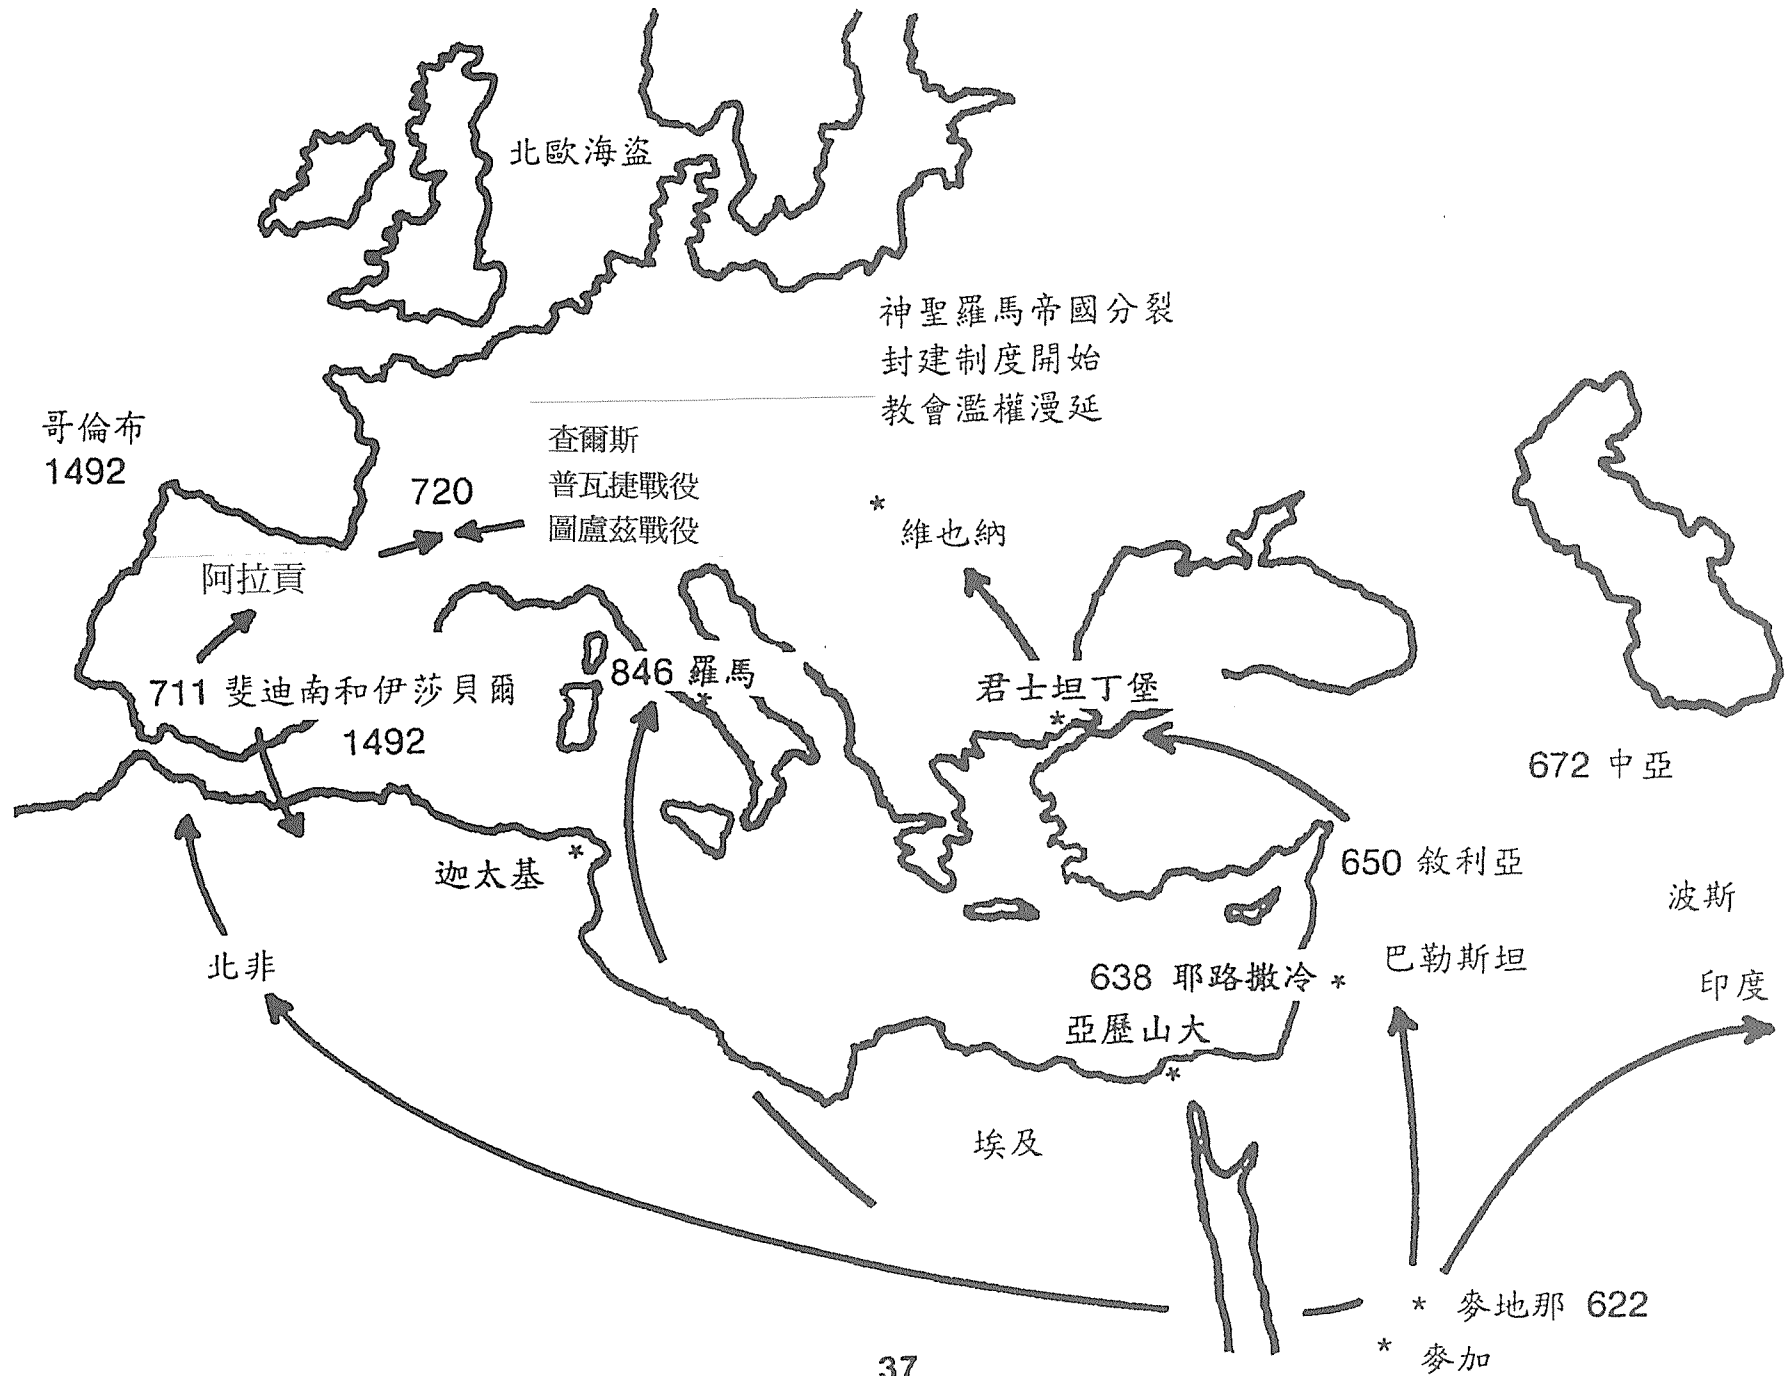 北歐海盜
神聖羅馬帝國分裂
封建制度開始
教會濫權漫延
哥倫布
1492
720
查爾斯
普瓦捷戰役
圖盧茲戰役
* 維也納
阿拉貢
711 斐迪南和伊莎貝爾
1492
846 羅馬
*
君士坦丁堡
*
672 中亞
迦太基 *
650 敘利亞
波斯
北非
638 耶路撒冷 *
巴勒斯坦
印度
亞歷山大
*
埃及
* 麥地那 622
* 麥加
37